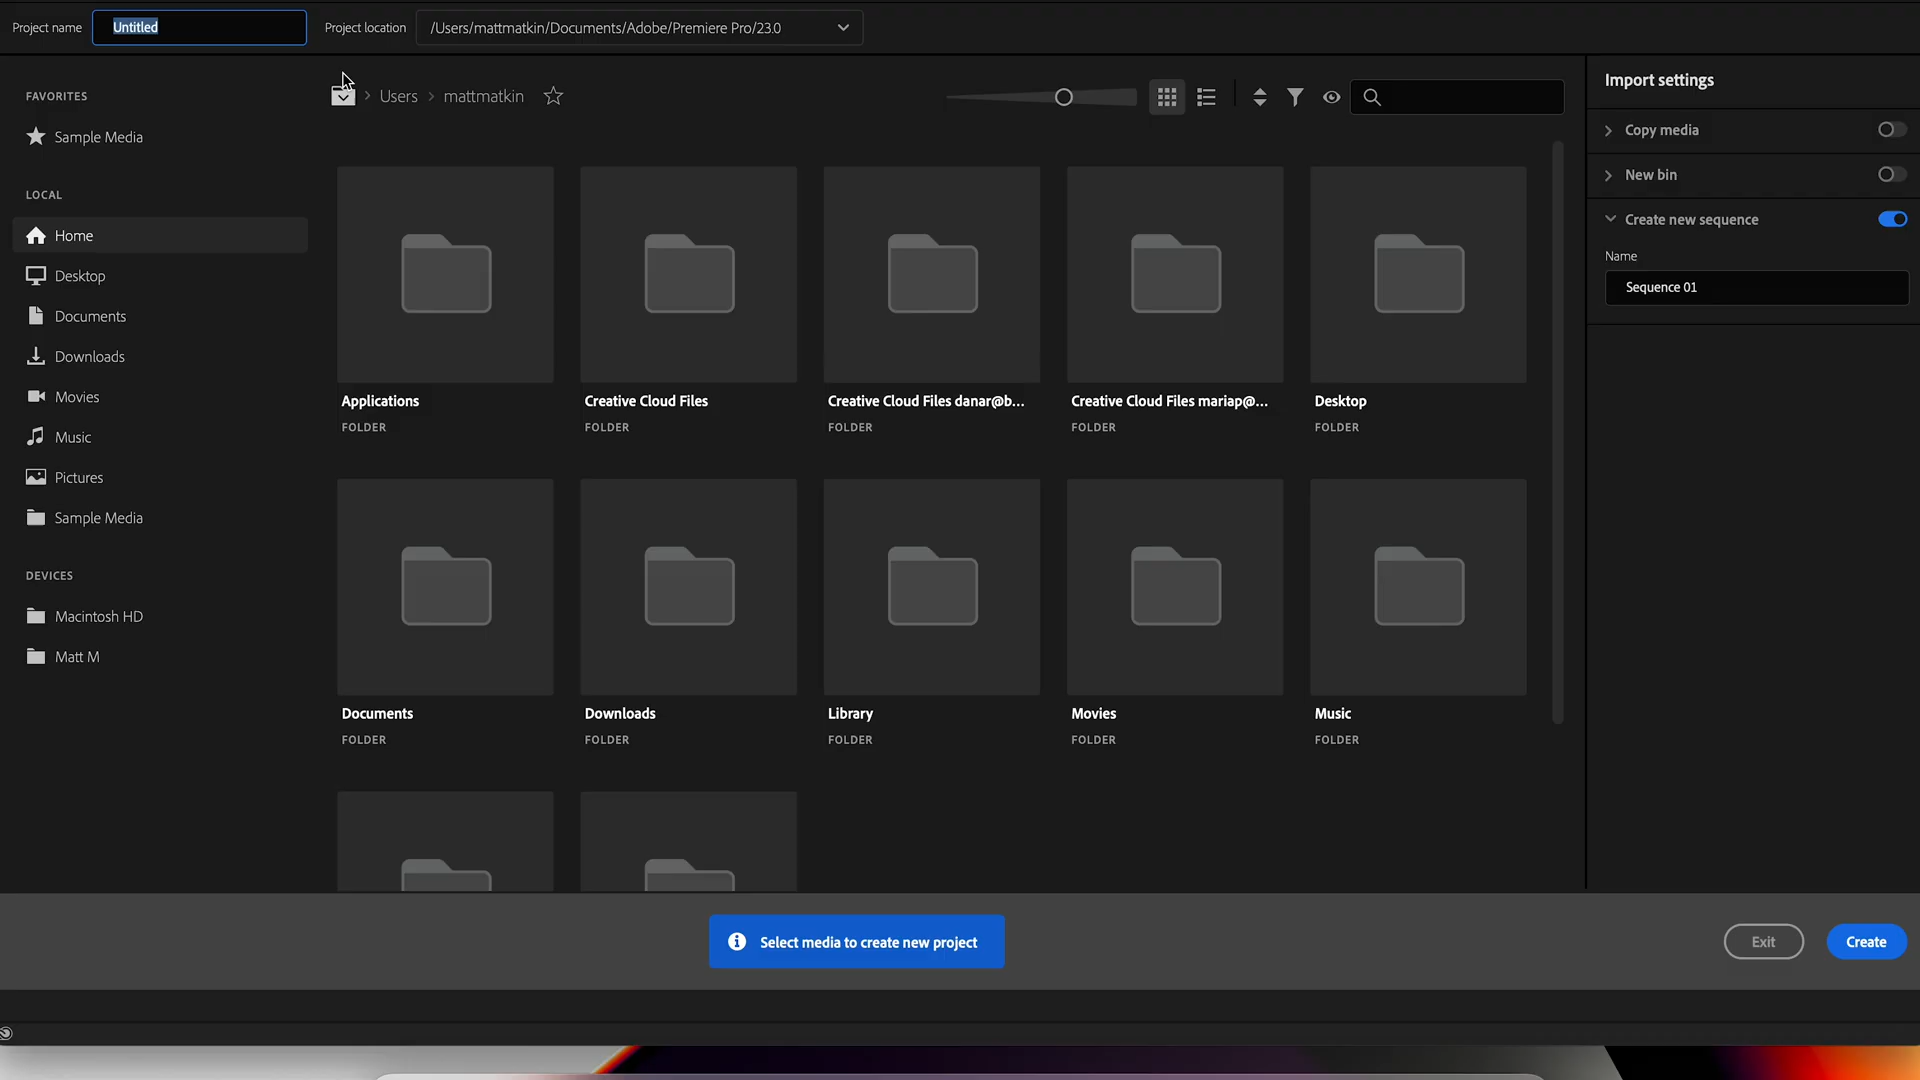 Project name
Untitled
Project location
/Users/mattmatkin/Documents/Adobe/Premiere Pro/23.0
FAVORITES
Sample Media
LOCAL
Home
Desktop
Documents
Downloads
Movies
Music
Pictures
Sample Media
DEVICES
Macintosh HD
Matt M
Users
mattmatkin
Applications
FOLDER
Creative Cloud Files
FOLDER
Creative Cloud Files danar@b...
FOLDER
Creative Cloud Files mariap@...
FOLDER
Desktop
FOLDER
Documents
FOLDER
Downloads
FOLDER
Library
FOLDER
Movies
FOLDER
Music
FOLDER
Import settings
Copy media
New bin
Create new sequence
Name
Sequence 01
Select media to create new project
Exit
Create